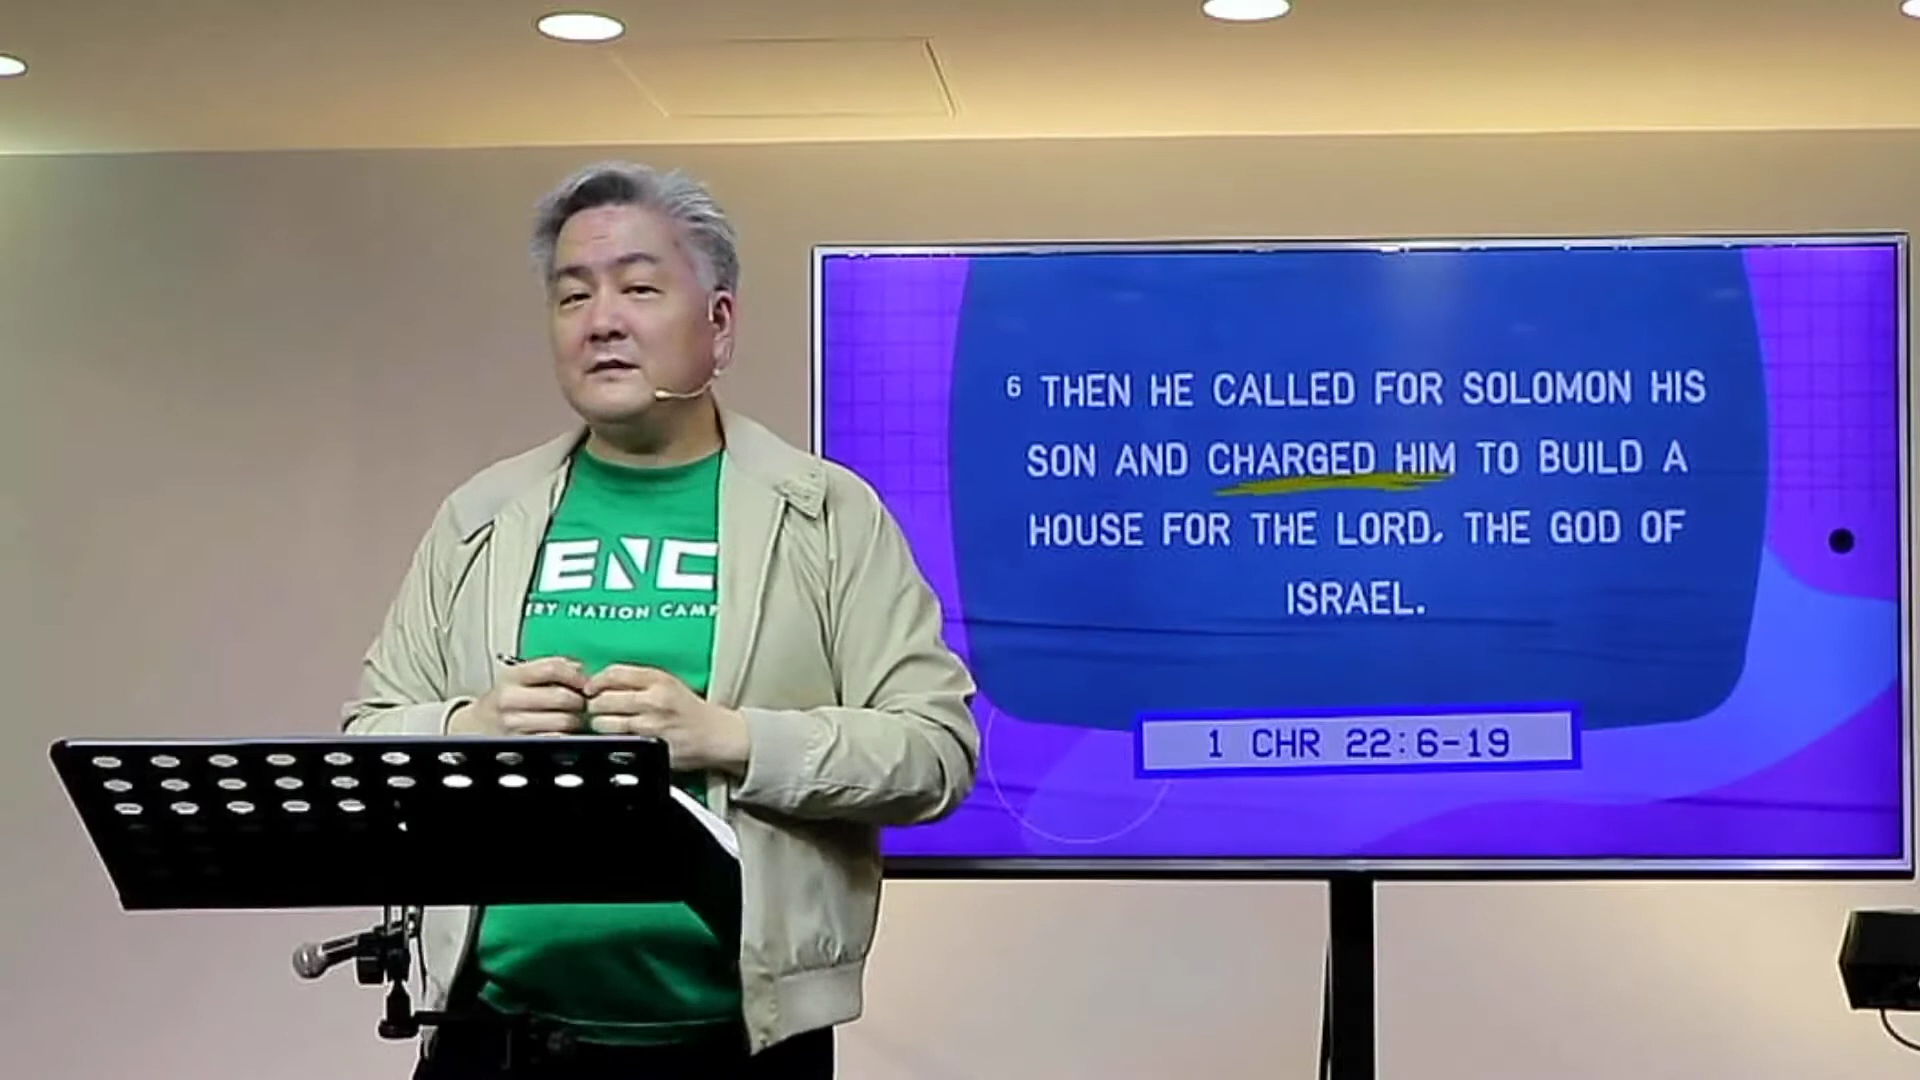 ENC
ERY NATION CAMP
6 THEN HE CALLED FOR SOLOMON HIS
SON AND CHARGED HIM TO BUILD A
HOUSE FOR THE LORD, THE GOD OF
ISRAEL.
1 CHR 22:6-19